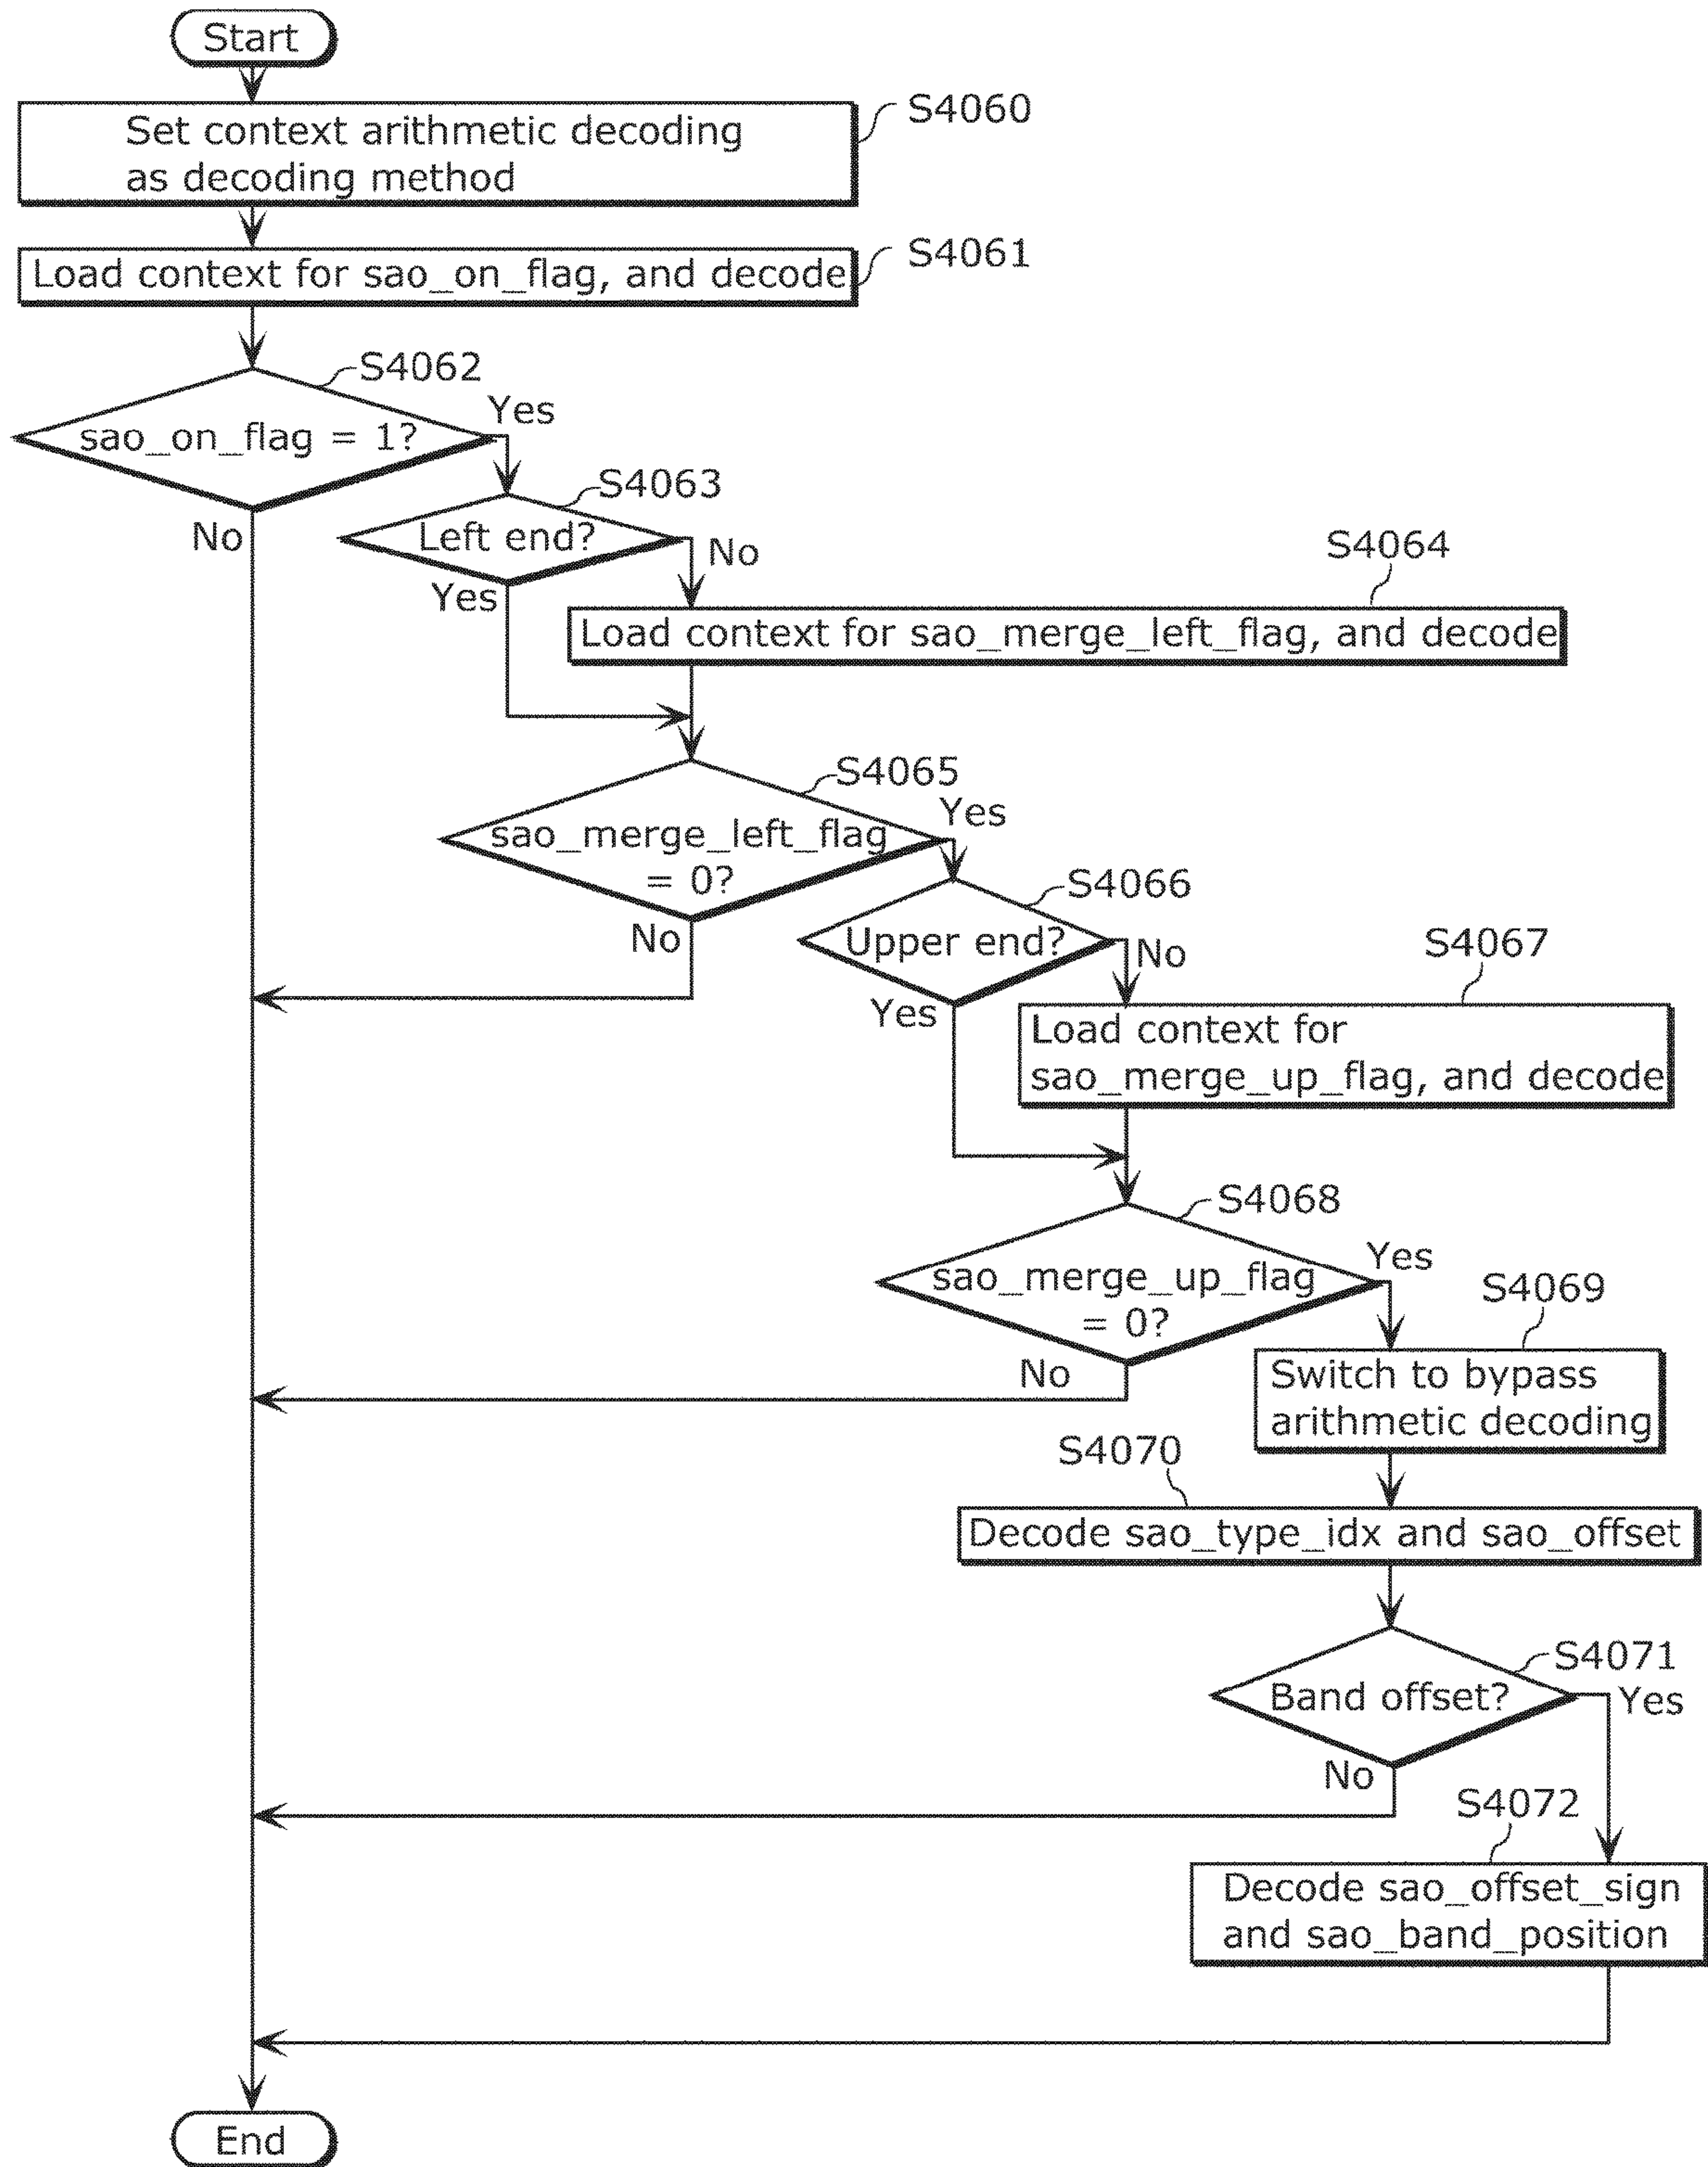 Start
S4060
Set context arithmetic decoding
as decoding method
S4061
Load context for sao_on_flag, and decode
S4062
sao_on_flag = 1?
Yes
No
S4063
Left end?
No
Yes
S4064
Load context for sao_merge_left_flag, and decode
S4065
sao_merge_left_flag
= 0?
Yes
No
S4066
Upper end?
No
Yes
S4067
Load context for
sao_merge_up_flag, and decode
S4068
sao_merge_up_flag
= 0?
Yes
No
S4069
Switch to bypass
arithmetic decoding
S4070
Decode sao_type_idx and sao_offset
S4071
Band offset?
Yes
No
S4072
Decode sao_offset_sign
and sao_band_position
End